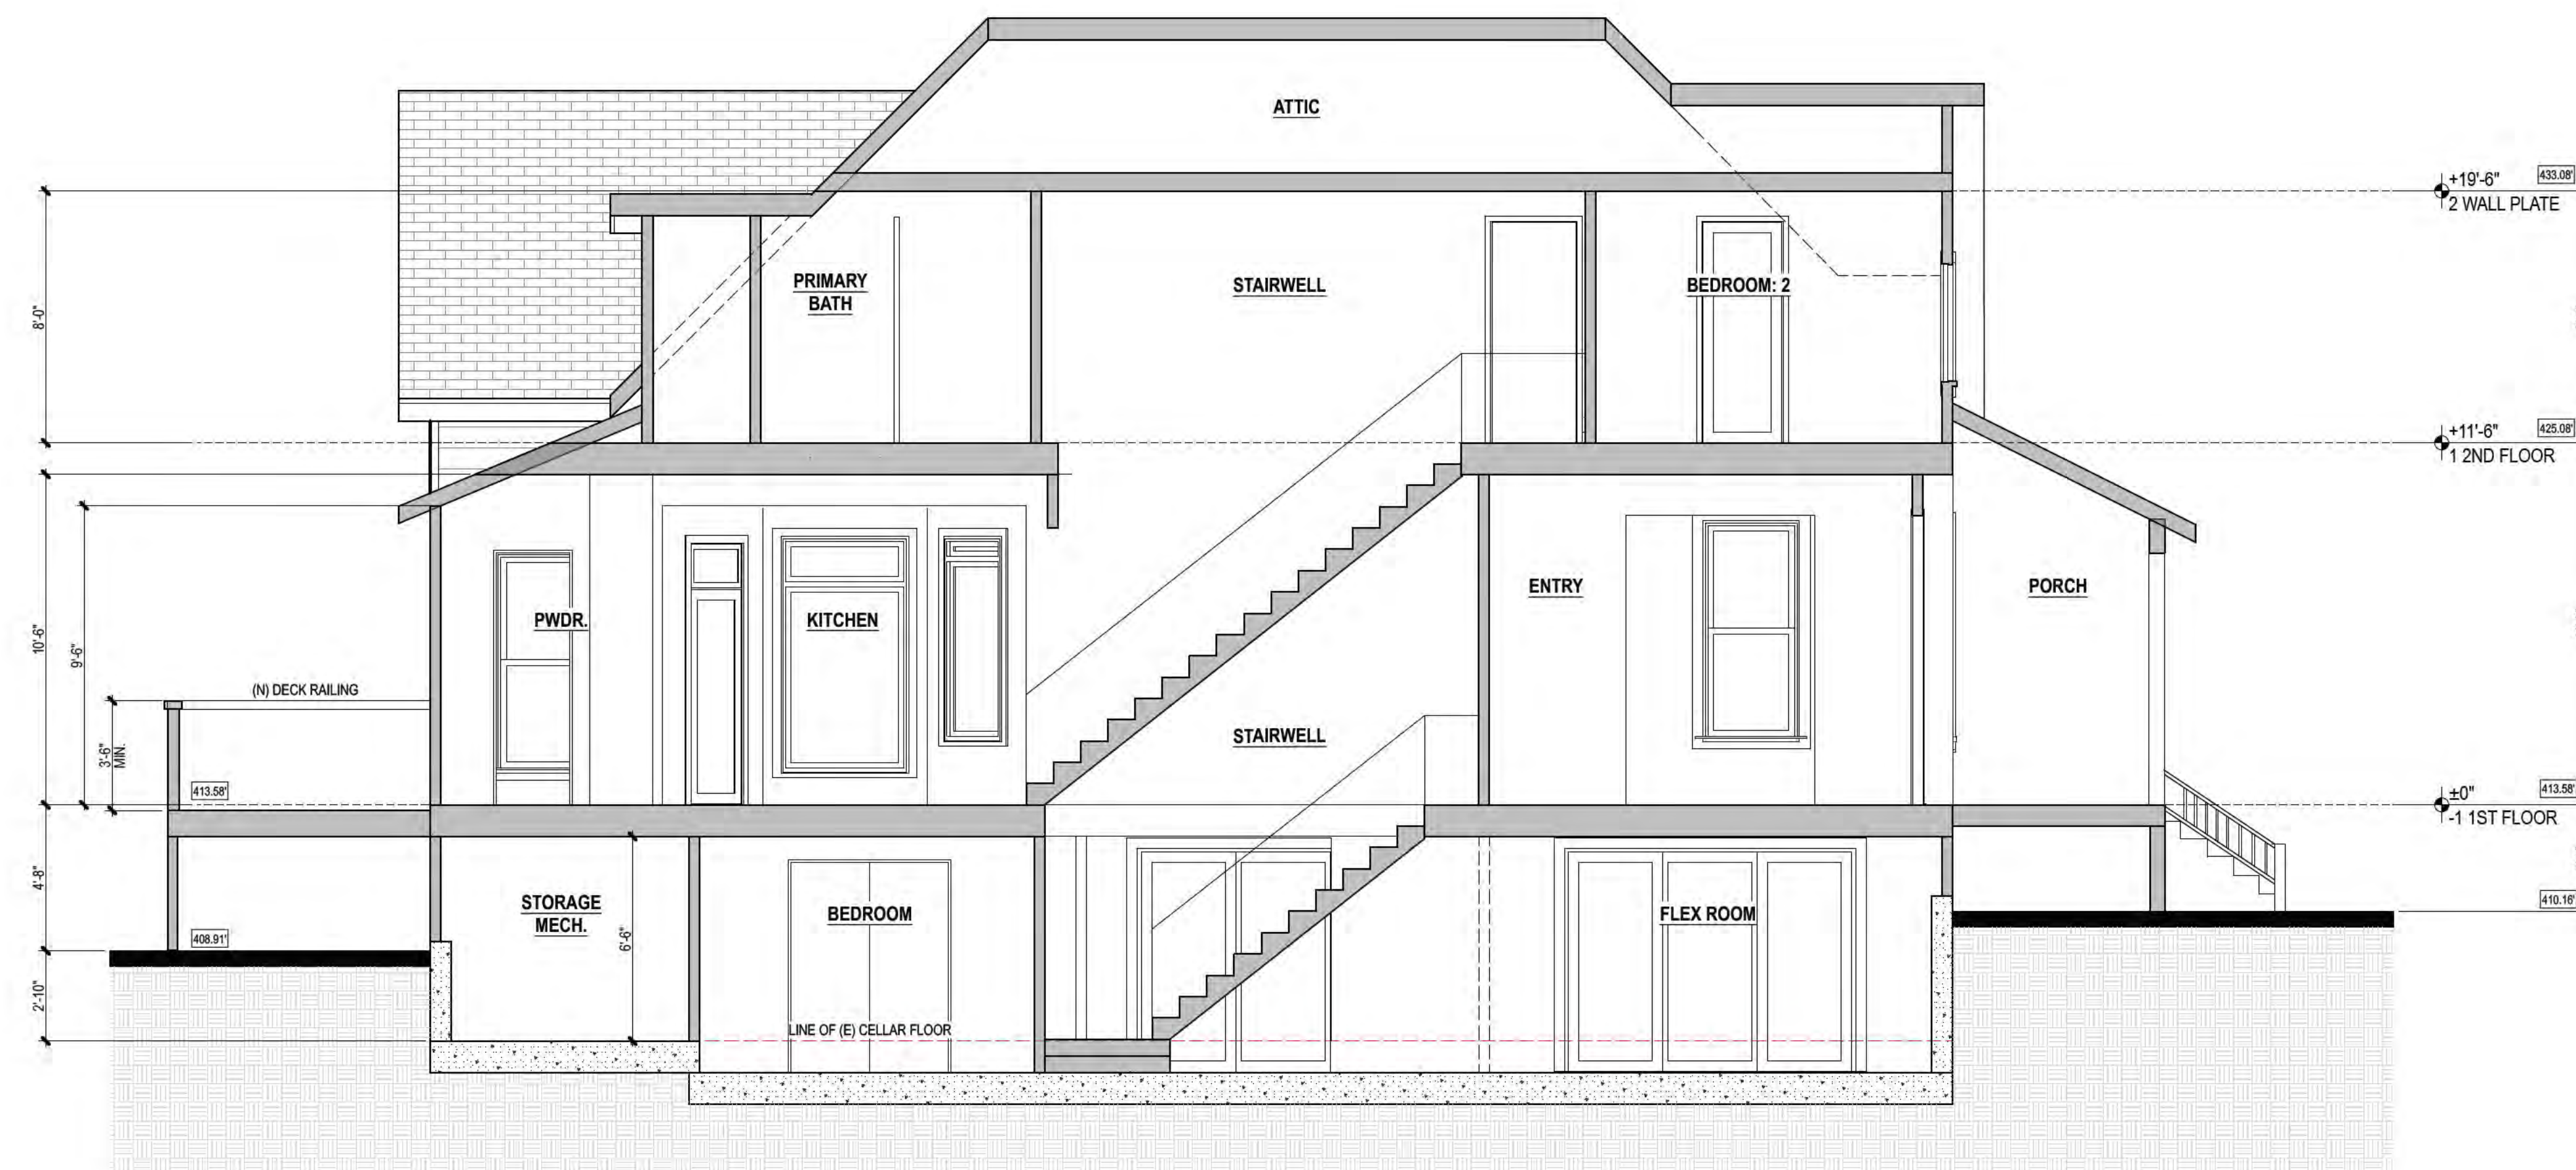 ATTIC
+19'-6"
433.08'
2 WALL PLATE
8'-0"
PRIMARY
BATH
STAIRWELL
BEDROOM: 2
+11'-6"
425.08'
1 2ND FLOOR
10'-6"
9'-6"
PWDR.
KITCHEN
ENTRY
PORCH
3'-6"
MIN.
(N) DECK RAILING
STAIRWELL
413.58'
±0"
413.58'
-1 1ST FLOOR
4'-8"
STORAGE
MECH.
6'-6"
BEDROOM
FLEX ROOM
410.16'
408.91'
2'-10"
LINE OF (E) CELLAR FLOOR